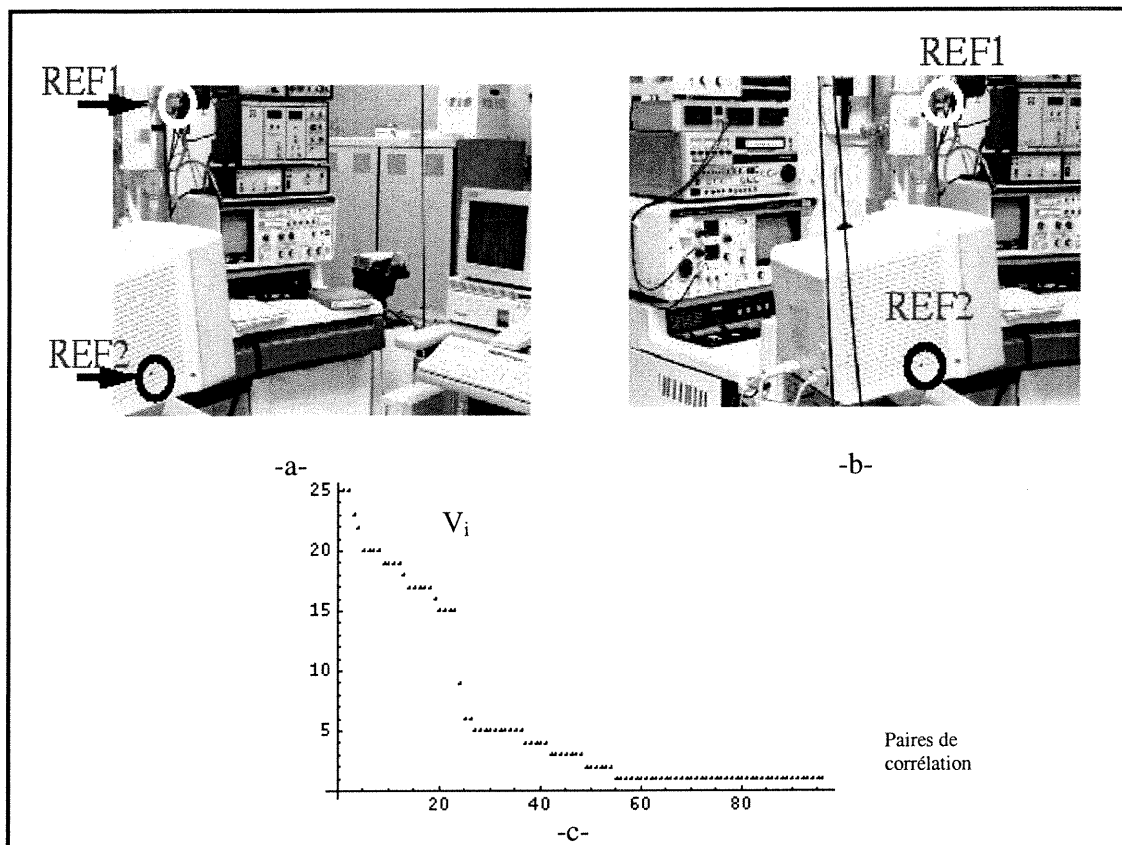 REF1
REF1
REF2
REF2
-a-
-b-
25
20
15
10
5
V_i
20
40
60
80
Paires de
corrélation
-c-